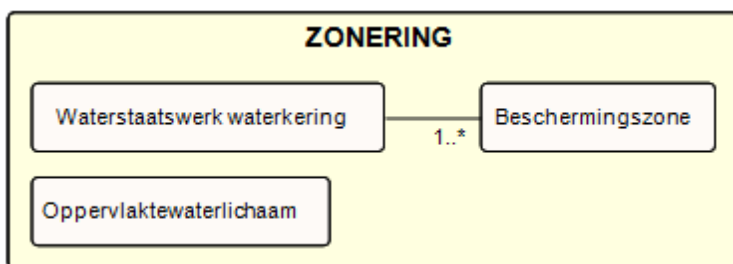 ZONERING
Waterstaatswerk waterkering
1..*
Beschermingszone
Oppervlaktewaterlichaam